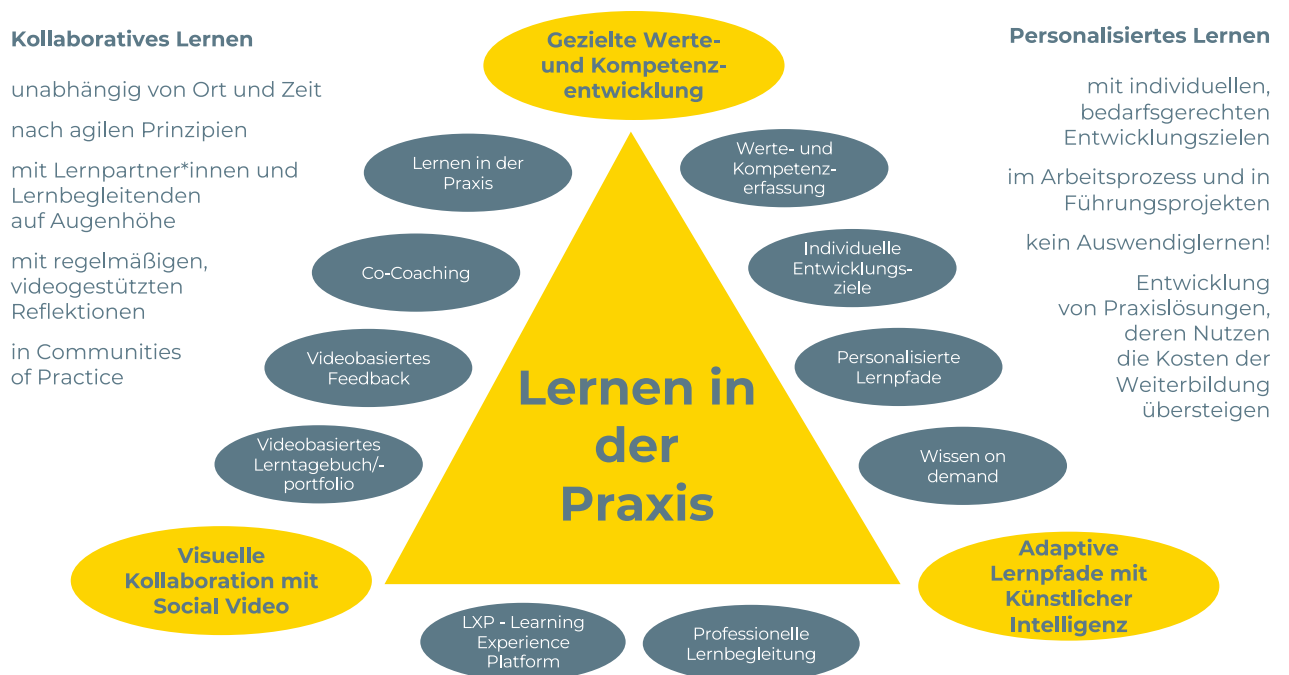 Kollaboratives Lernen
unabhängig von Ort und Zeit
nach agilen Prinzipien
mit Lernpartner*innen und
Lernbegleitenden
auf Augenhöhe
mit regelmäßigen,
videogestützten
Reflektionen
in Communities
of Practice
Gezielte Werte-
und Kompetenz-
entwicklung
Personalisiertes Lernen
mit individuellen,
bedarfsgerechten
Entwicklungszielen
im Arbeitsprozess und in
Führungsprojekten
kein Auswendiglernen!
Entwicklung
von Praxislösungen,
deren Nutzen
die Kosten der
Weiterbildung
übersteigen
Lernen in der
Praxis
Co-Coaching
Videobasiertes
Feedback
Videobasiertes
Lerntagebuch/-
portfolio
Werte- und
Kompetenz-
erfassung
Individuelle
Entwicklungs-
ziele
Personalisierte
Lernpfade
Wissen on
demand
Lernen in
der
Praxis
Visuelle
Kollaboration mit
Social Video
LXP - Learning
Experience
Platform
Professionelle
Lernbegleitung
Adaptive
Lernpfade mit
Künstlicher
Intelligenz